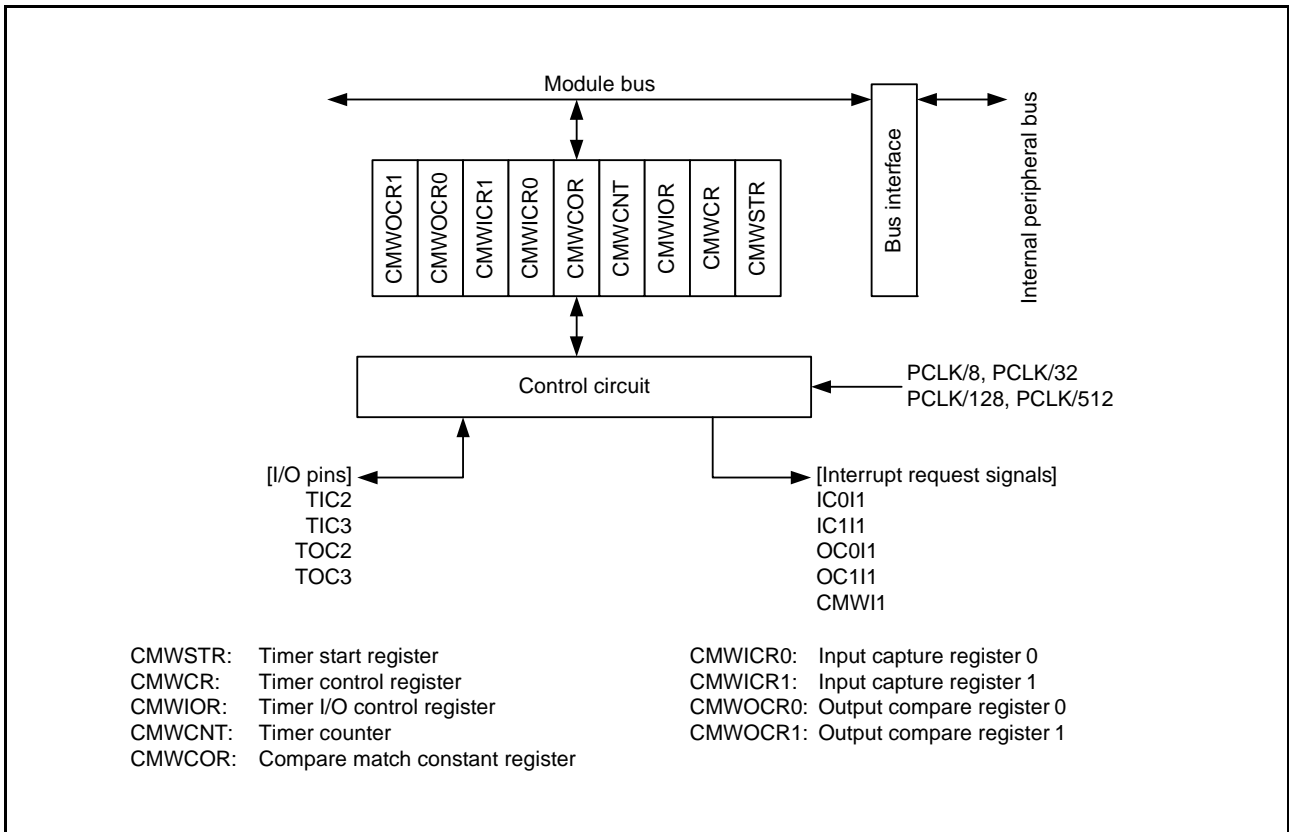 Module bus
Bus interface
Internal peripheral bus
CMWOCR1
CMWOCR0
CMWICR1
CMWICR0
CMWCOR
CMWCNT
CMWIOR
CMWCR
CMWSTR
Control circuit
PCLK/8, PCLK/32
PCLK/128, PCLK/512
[I/O pins]
TIC2
TIC3
TOC2
TOC3
[Interrupt request signals]
IC0I1
IC1I1
OC0I1
OC1I1
CMWI1
CMWSTR: Timer start register
CMWCR: Timer control register
CMWIOR: Timer I/O control register
CMWCNT: Timer counter
CMWCOR: Compare match constant register
CMWICR0: Input capture register 0
CMWICR1: Input capture register 1
CMWOCR0: Output compare register 0
CMWOCR1: Output compare register 1